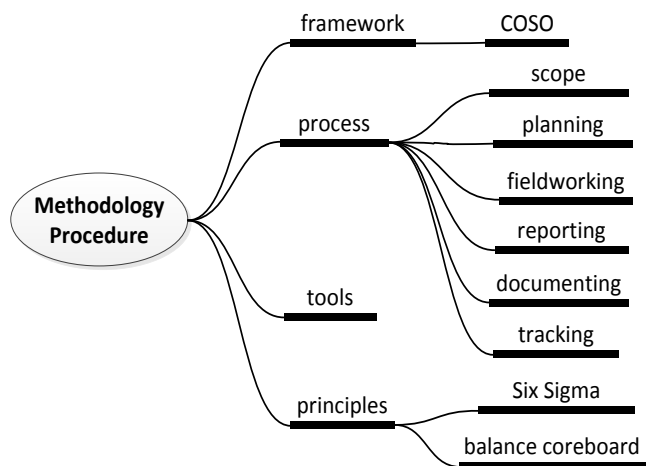 framework
COSO
scope
process
planning
fieldworking
Methodology
Procedure
reporting
documenting
tools
tracking
principles
Six Sigma
balance coreboard